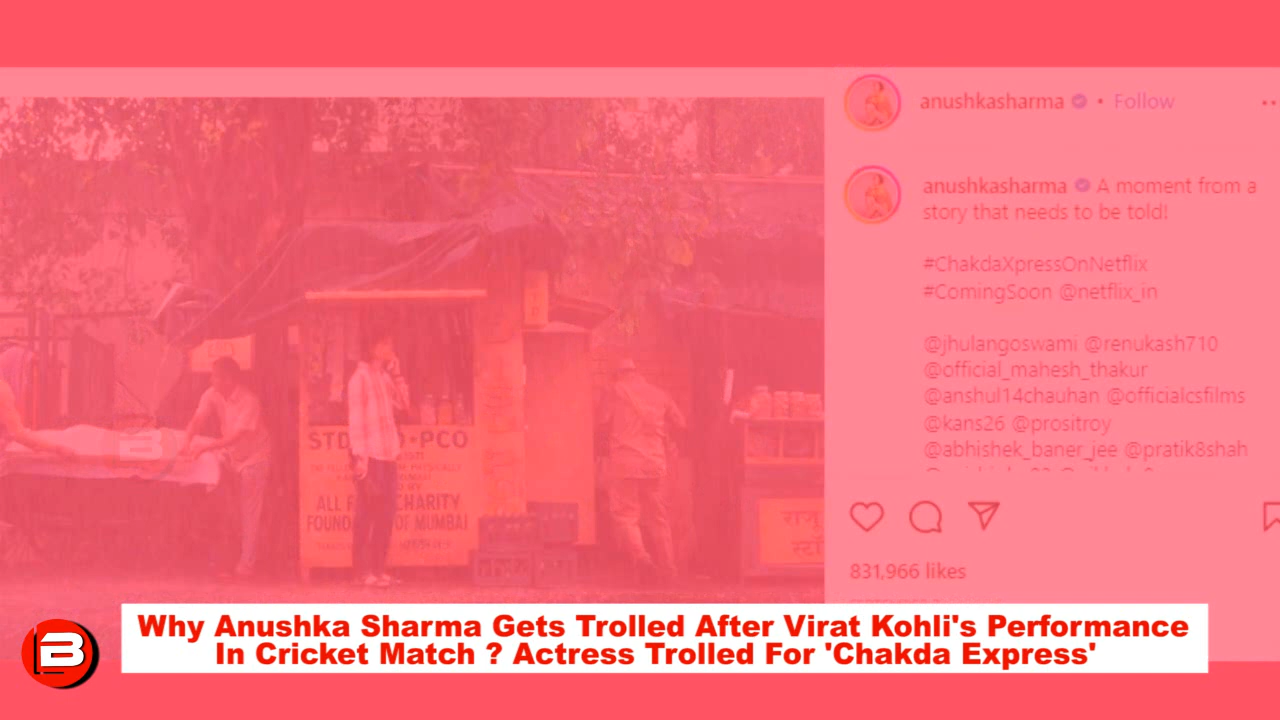 anushkasharma • Follow
anushkasharma A moment from a
story that needs to be told!
#ChakdaXpressOnNetflix
#ComingSoon @netflix_in
@jhulangoswami @renukash710
@official_mahesh_thakur
@anshul14chauhan @officialcsfilms
@kans26 @prositroy
@abhishek_baner_jee @pratik8shah
831,966 likes
STD PCO
ALL CHARITY
OF MUMBAI
Why Anushka Sharma Gets Trolled After Virat Kohli's Performance
In Cricket Match ? Actress Trolled For 'Chakda Express'
B